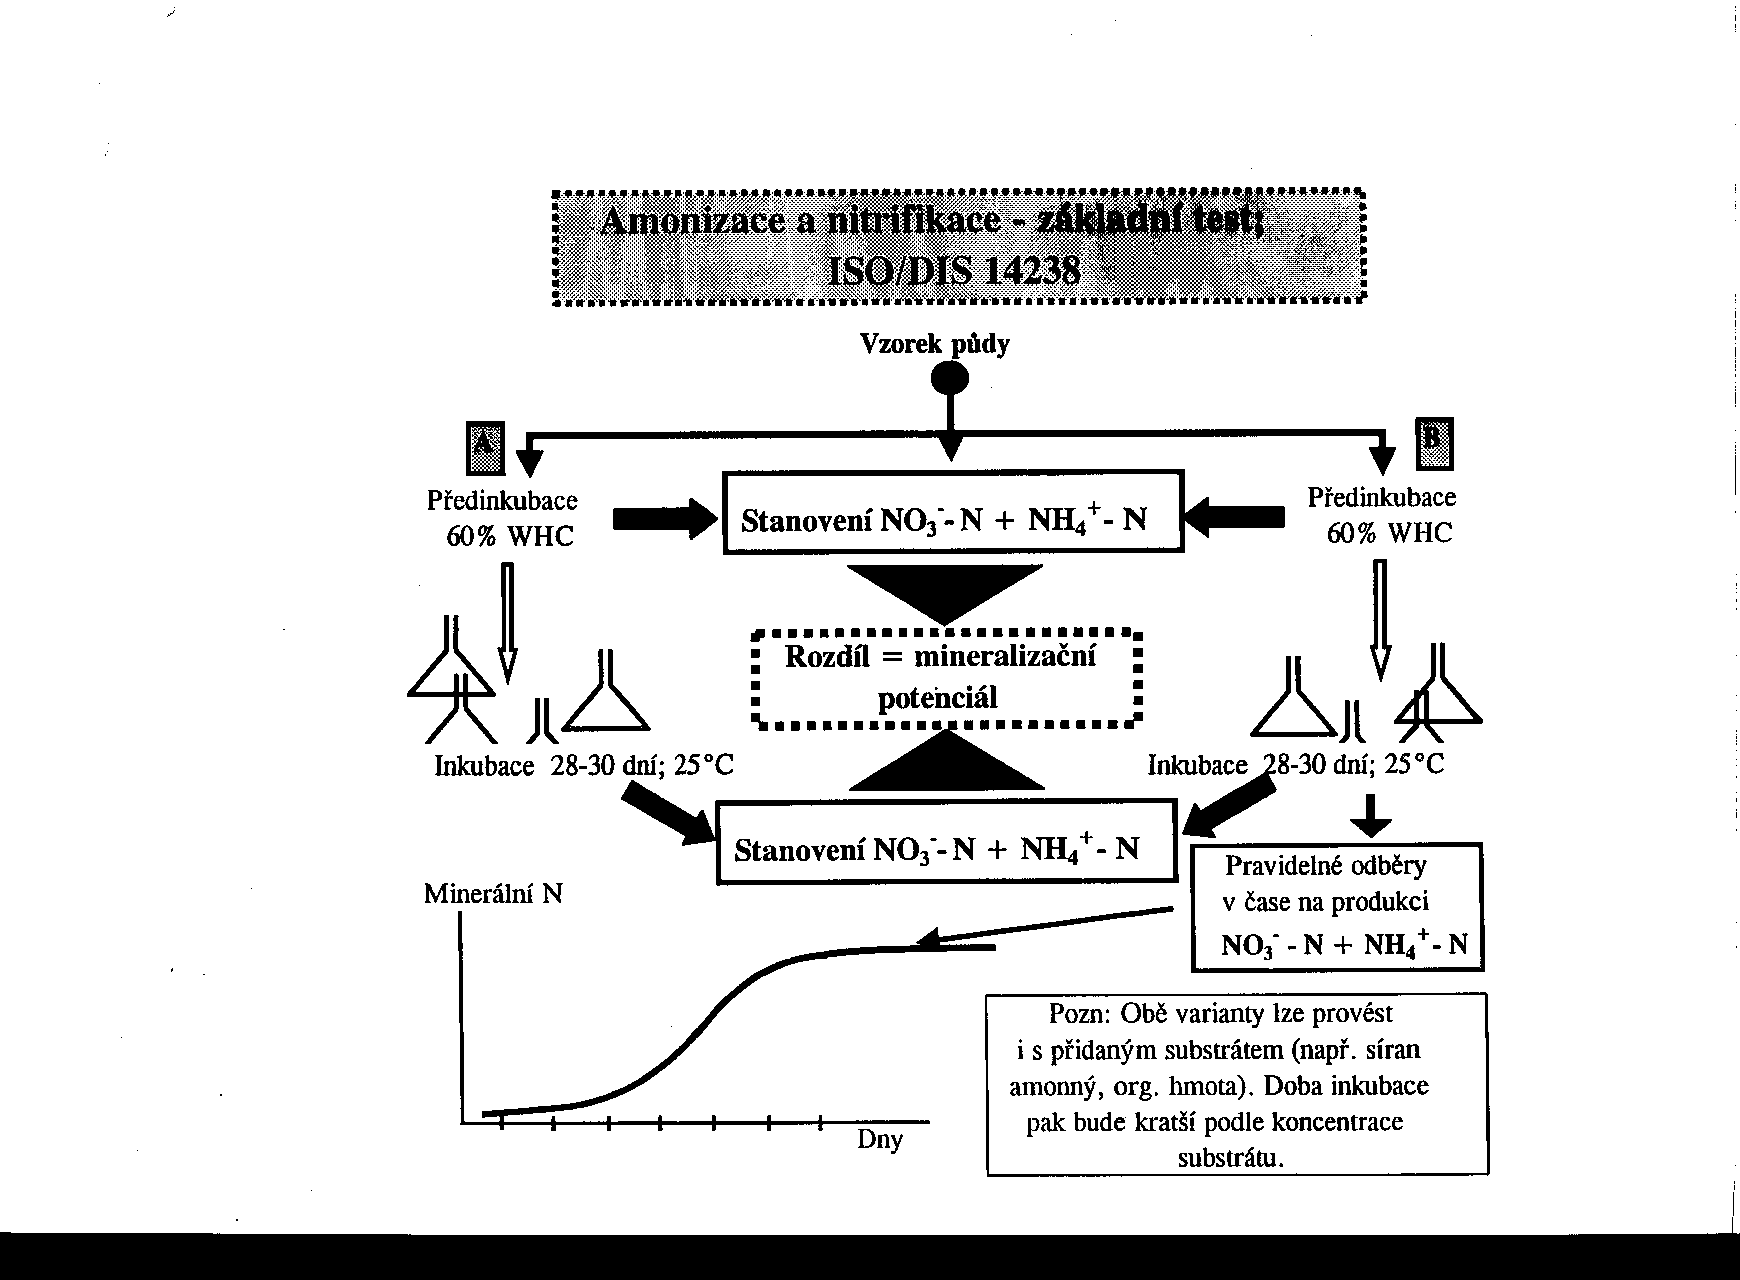 Amonizace a nitrifikace - základní test;
ISO/DIS 14238
Vzorek půdy
A
B
Předinkubace
60% WHC
Stanovení NO₃⁻- N + NH₄⁺- N
Předinkubace
60% WHC
Rozdíl = mineralizační
potenciál
Inkubace 28-30 dní; 25°C
Inkubace 28-30 dní; 25°C
Stanovení NO₃⁻- N + NH₄⁺- N
Pravidelné odběry
v čase na produkci
NO₃⁻ - N + NH₄⁺- N
Minerální N
Dny
Pozn: Obě varianty lze provést
i s přidaným substrátem (např. síran
amonný, org. hmota). Doba inkubace
pak bude kratší podle koncentrace
substrátu.